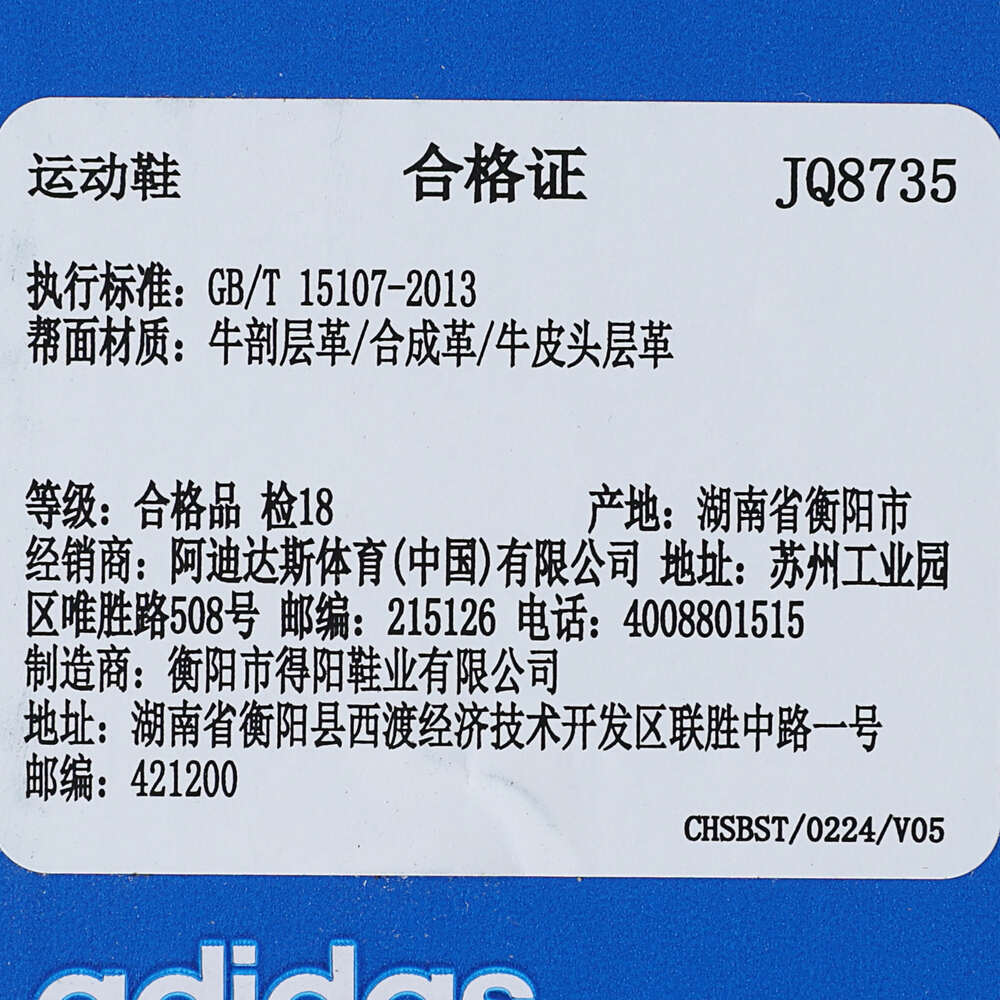 运动鞋 合格证 JQ8735
执行标准：GB/T 15107-2013
帮面材质：牛剖层革/合成革/牛皮头层革
等级：合格品 检18 产地：湖南省衡阳市
经销商：阿迪达斯体育(中国)有限公司 地址：苏州工业园
区唯胜路508号 邮编：215126 电话：4008801515
制造商：衡阳市得阳鞋业有限公司
地址：湖南省衡阳县西渡经济技术开发区联胜中路一号
邮编：421200
CHSBST/0224/V05
adidas